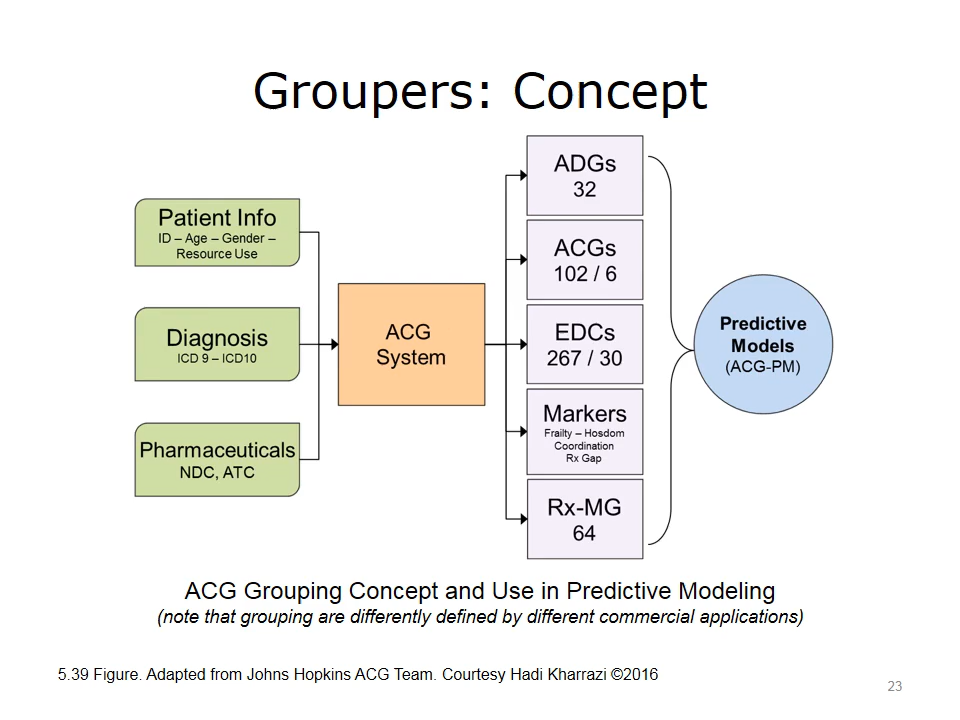 Groupers: Concept
Patient Info
ID – Age – Gender –
Resource Use
Diagnosis
ICD 9 – ICD10
Pharmaceuticals
NDC, ATC
ACG
System
ADGs
32
ACGs
102 / 6
EDCs
267 / 30
Markers
Frailty – Hosdom
Coordination
Rx Gap
Rx-MG
64
Predictive
Models
(ACG-PM)
ACG Grouping Concept and Use in Predictive Modeling
(note that grouping are differently defined by different commercial applications)
5.39 Figure. Adapted from Johns Hopkins ACG Team. Courtesy Hadi Kharrazi ©2016
23